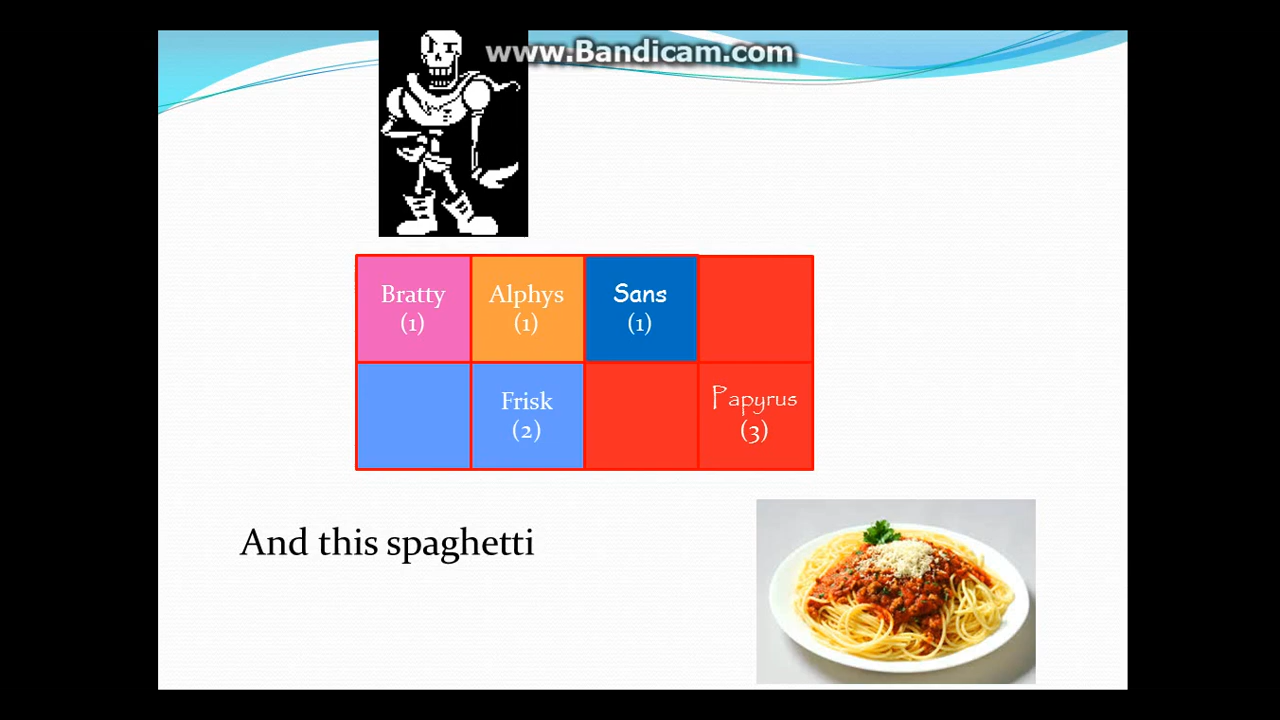 www.Bandicam.com
Bratty
(1)
Alphys
(1)
Sans
(1)
Frisk
(2)
Papyrus
(3)
And this spaghetti